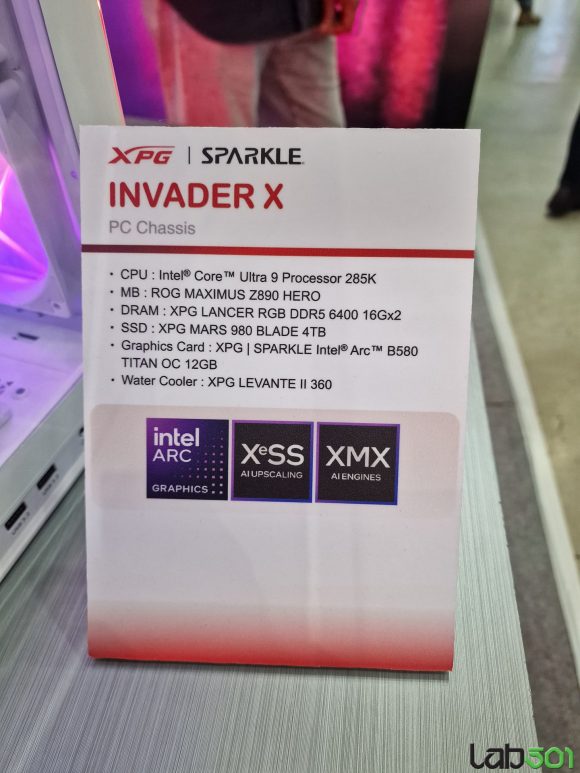 XPG | SPARKLE
INVADER X
PC Chassis
· CPU : Intel® Core™ Ultra 9 Processor 285K
· MB : ROG MAXIMUS Z890 HERO
· DRAM : XPG LANCER RGB DDR5 6400 16Gx2
· SSD : XPG MARS 980 BLADE 4TB
· Graphics Card : XPG | SPARKLE Intel® Arc™ B580
TITAN OC 12GB
· Water Cooler : XPG LEVANTE II 360
intel
ARC
GRAPHICS
XeSS
AI UPSCALING
XMX
AI ENGINES
lab501